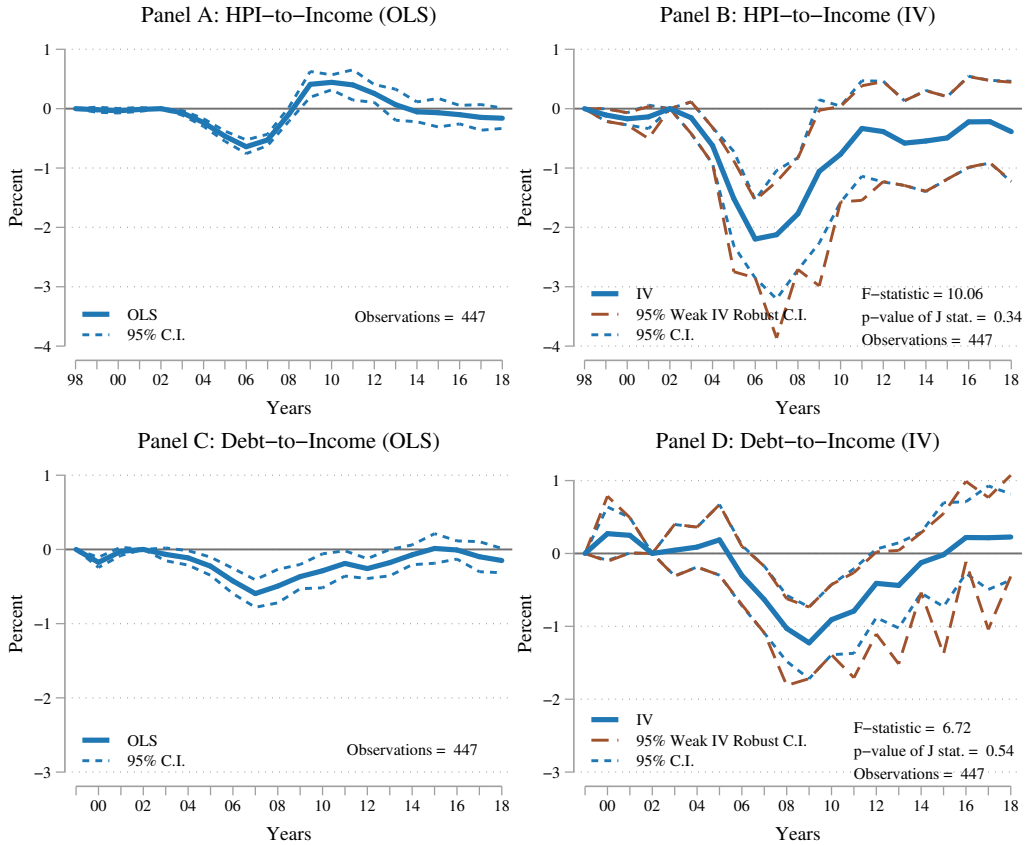 Panel A: HPI−to−Income (OLS)
Percent
1
0
−1
−2
−3
−4
OLS
95% C.I.
Observations = 447
98 00 02 04 06 08 10 12 14 16 18
Years
Panel B: HPI−to−Income (IV)
Percent
1
0
−1
−2
−3
−4
IV
95% Weak IV Robust C.I.
95% C.I.
F−statistic = 10.06
p−value of J stat. = 0.34
Observations = 447
98 00 02 04 06 08 10 12 14 16 18
Years
Panel C: Debt−to−Income (OLS)
Percent
1
0
−1
−2
−3
OLS
95% C.I.
Observations = 447
00 02 04 06 08 10 12 14 16 18
Years
Panel D: Debt−to−Income (IV)
Percent
1
0
−1
−2
−3
IV
95% Weak IV Robust C.I.
95% C.I.
F−statistic = 6.72
p−value of J stat. = 0.54
Observations = 447
00 02 04 06 08 10 12 14 16 18
Years